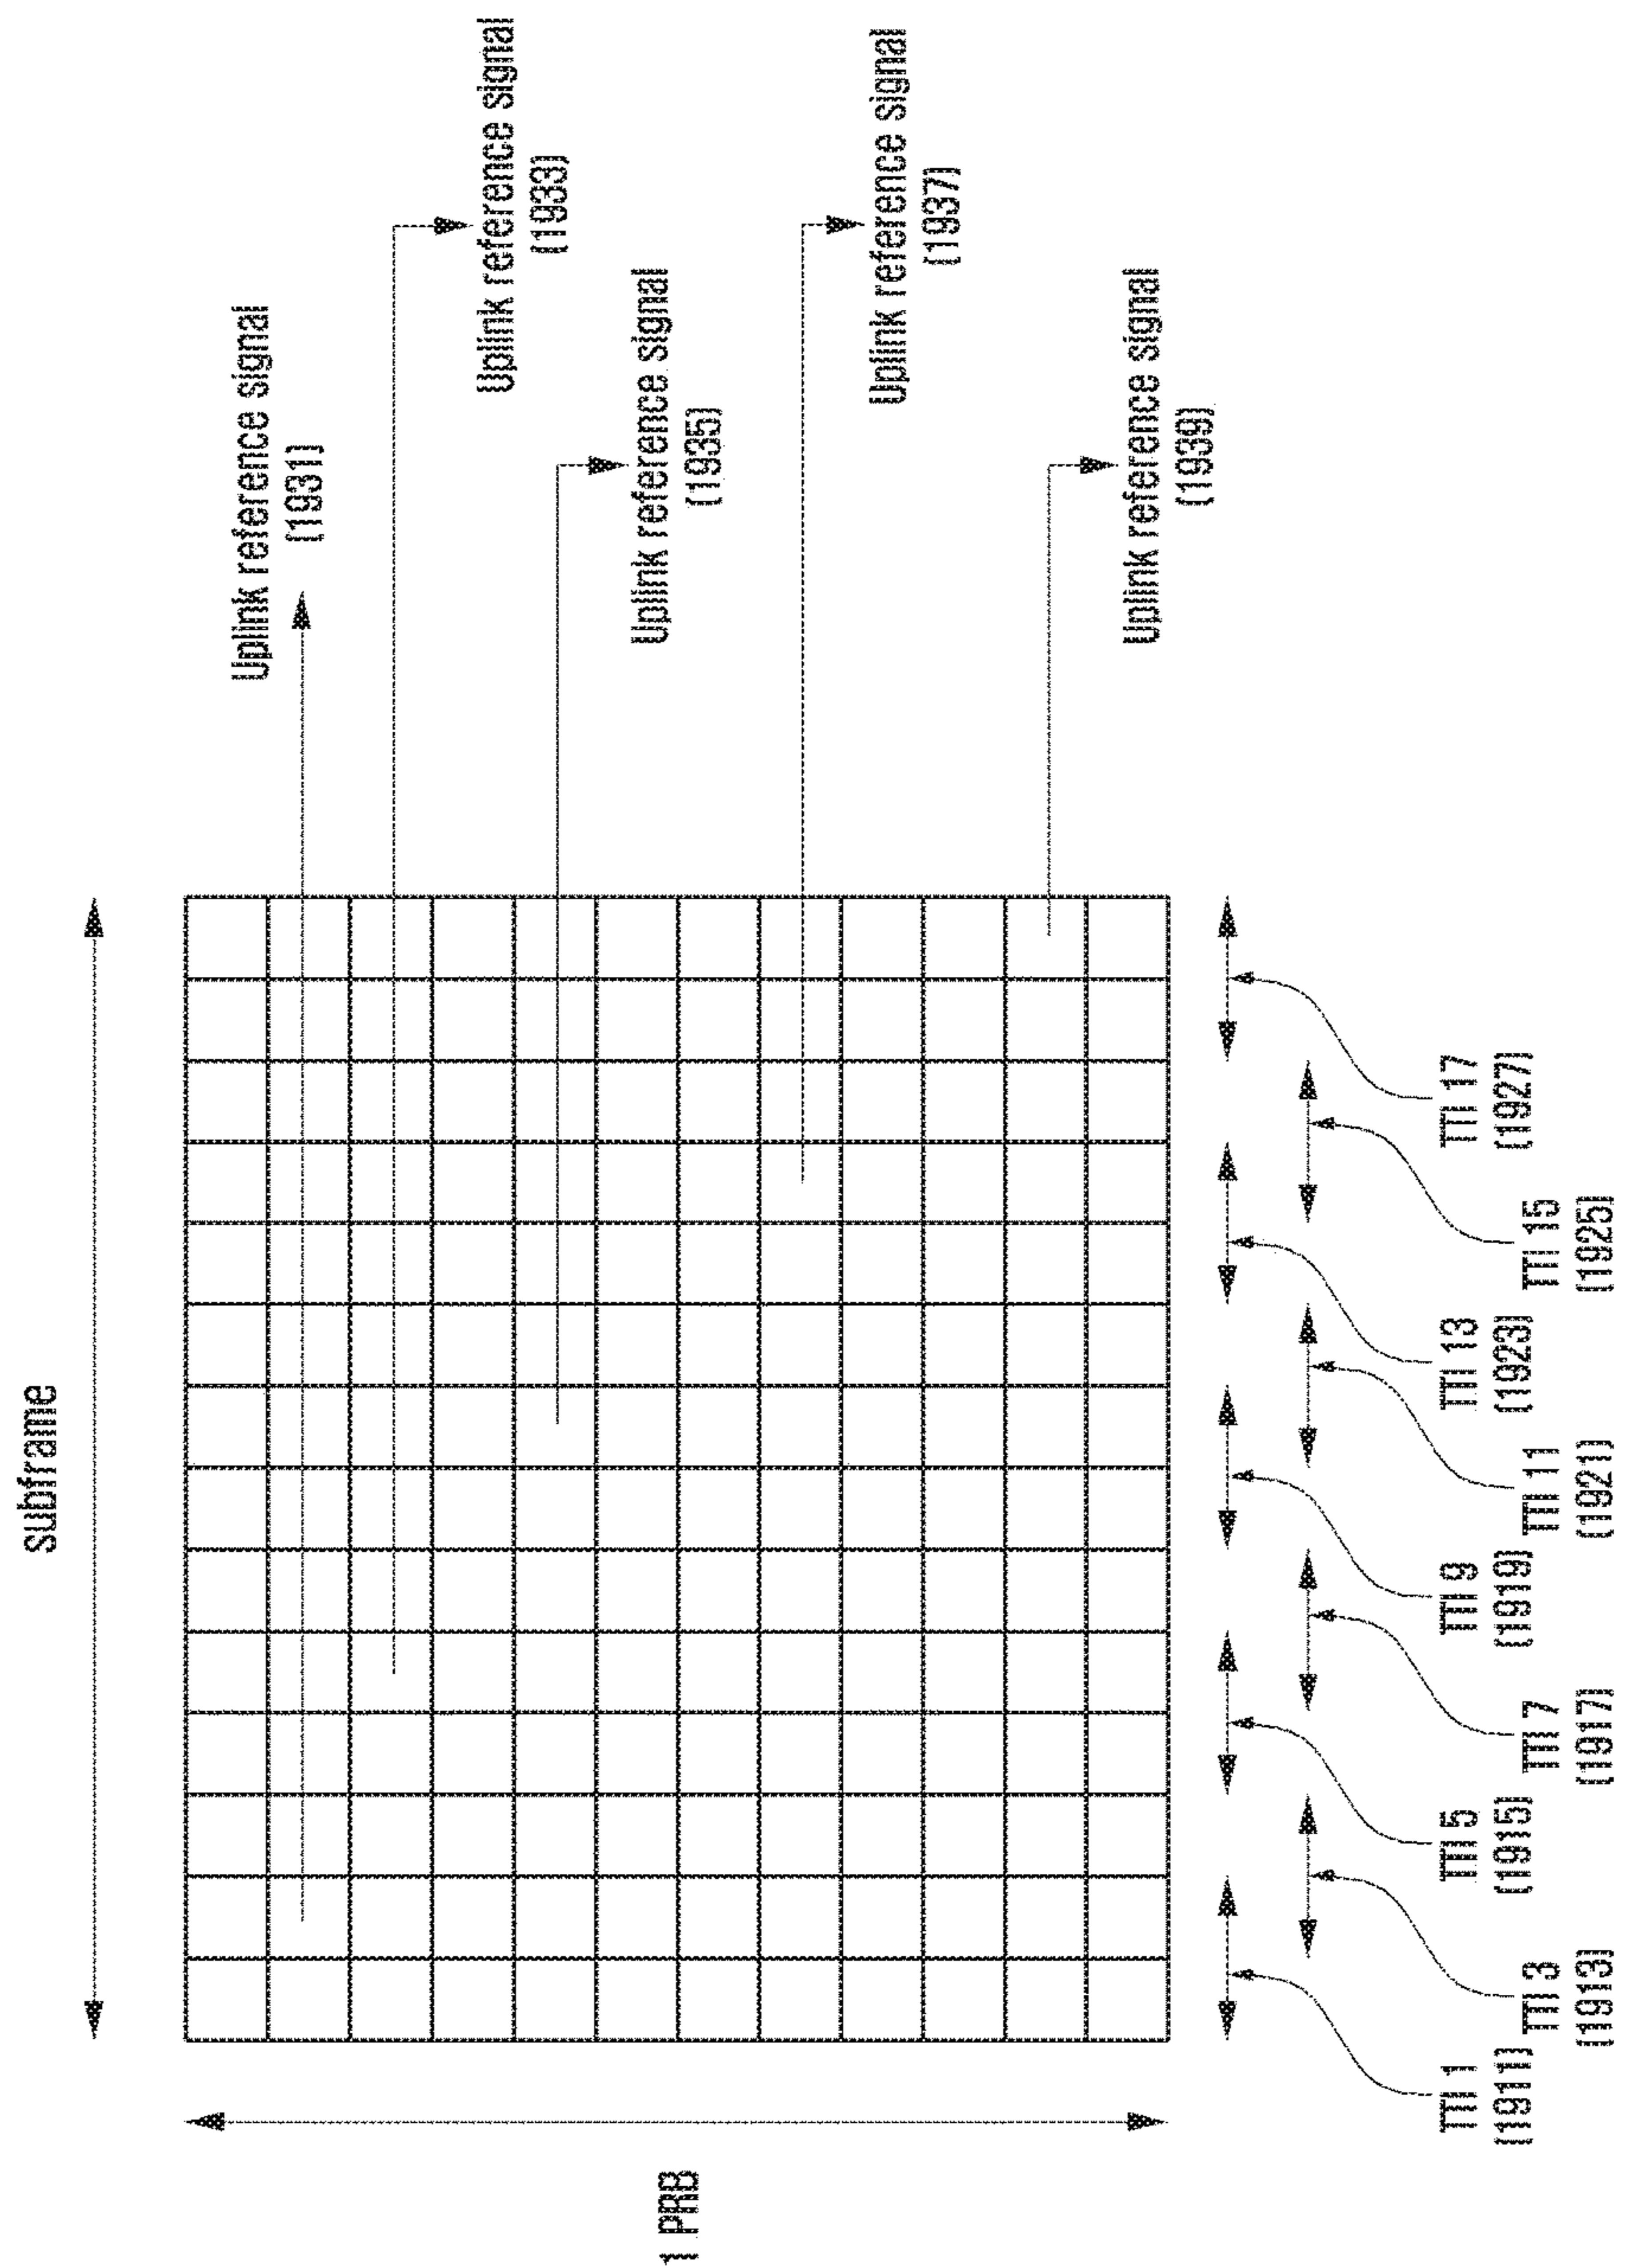 subframe
1 PRB
Uplink reference signal
(1931)
Uplink reference signal
(1933)
Uplink reference signal
(1935)
Uplink reference signal
(1937)
Uplink reference signal
(1939)
TTI 1
(1911)
TTI 3
(1913)
TTI 5
(1915)
TTI 7
(1917)
TTI 9
(1919)
TTI 11
(1921)
TTI 13
(1923)
TTI 15
(1925)
TTI 17
(1927)